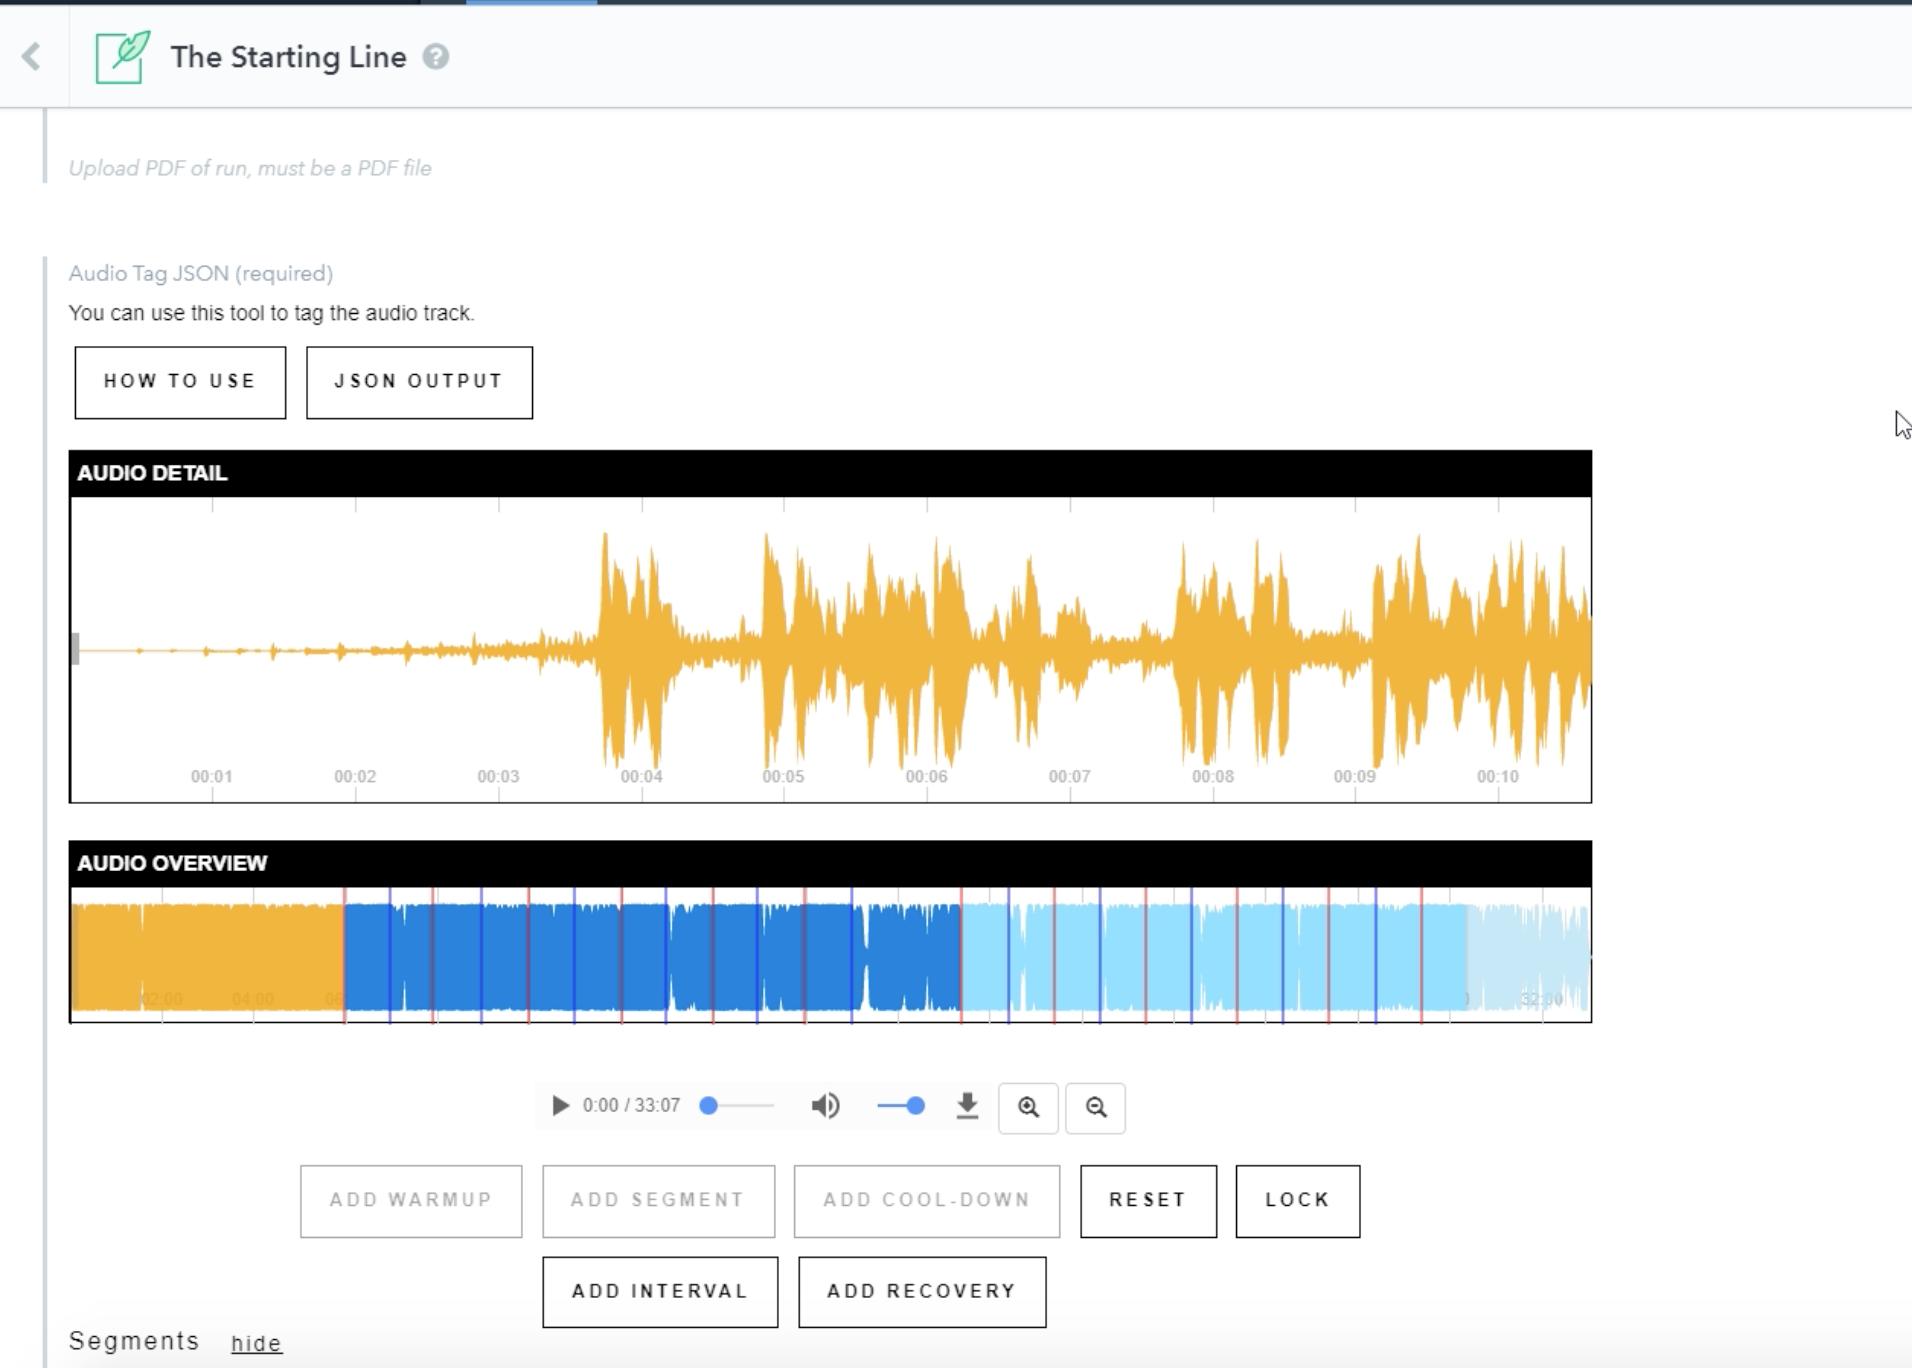 The Starting Line ?
Upload PDF of run, must be a PDF file
Audio Tag JSON (required)
You can use this tool to tag the audio track.
HOW TO USE JSON OUTPUT
AUDIO DETAIL
00:01 00:02 00:03 00:04 00:05 00:06 00:07 00:08 00:09 00:10
AUDIO OVERVIEW
02:00 04:00 06 32:00
0:00 / 33:07
ADD WARMUP ADD SEGMENT ADD COOL-DOWN RESET LOCK
ADD INTERVAL ADD RECOVERY
Segments hide